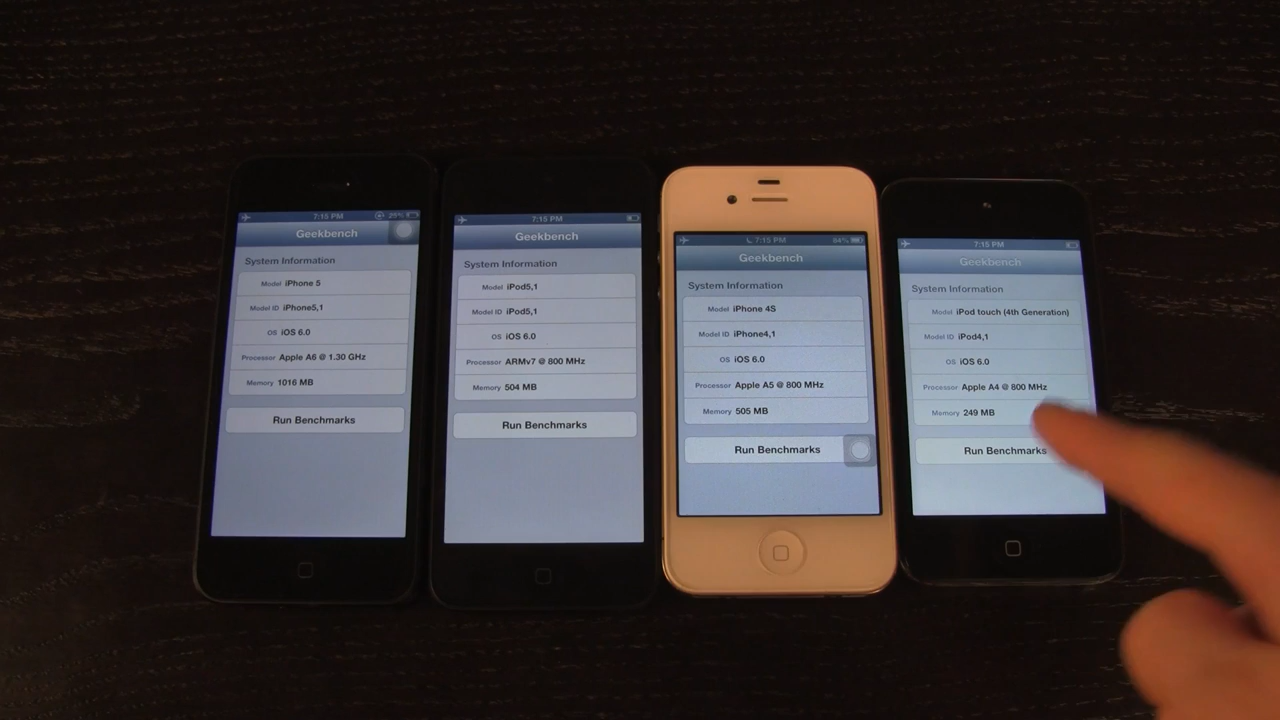 7:15 PM 29%
Geekbench
System Information
Model iPhone 5
Model ID iPhone5,1
OS iOS 6.0
Processor Apple A6 @ 1.30 GHz
Memory 1016 MB
Run Benchmarks
7:15 PM
Geekbench
System Information
Model iPod5,1
Model ID iPod5,1
OS iOS 6.0
Processor ARMv7 @ 800 MHz
Memory 504 MB
Run Benchmarks
7:15 PM 84%
Geekbench
System Information
Model iPhone 4S
Model ID iPhone4,1
OS iOS 6.0
Processor Apple A5 @ 800 MHz
Memory 505 MB
Run Benchmarks
7:15 PM
Geekbench
System Information
Model iPod touch (4th Generation)
Model ID iPod4,1
OS iOS 6.0
Processor Apple A4 @ 800 MHz
Memory 249 MB
Run Benchmarks